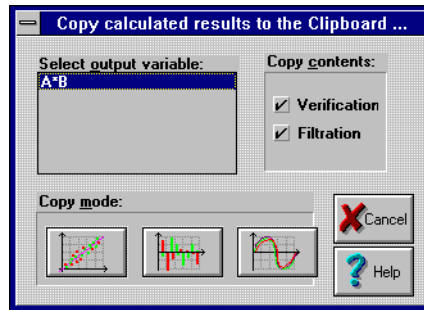 Copy calculated results to the Clipboard ...
Select output variable:
A*B
Copy contents:
Verification
Filtration
Copy mode:
Cancel
Help